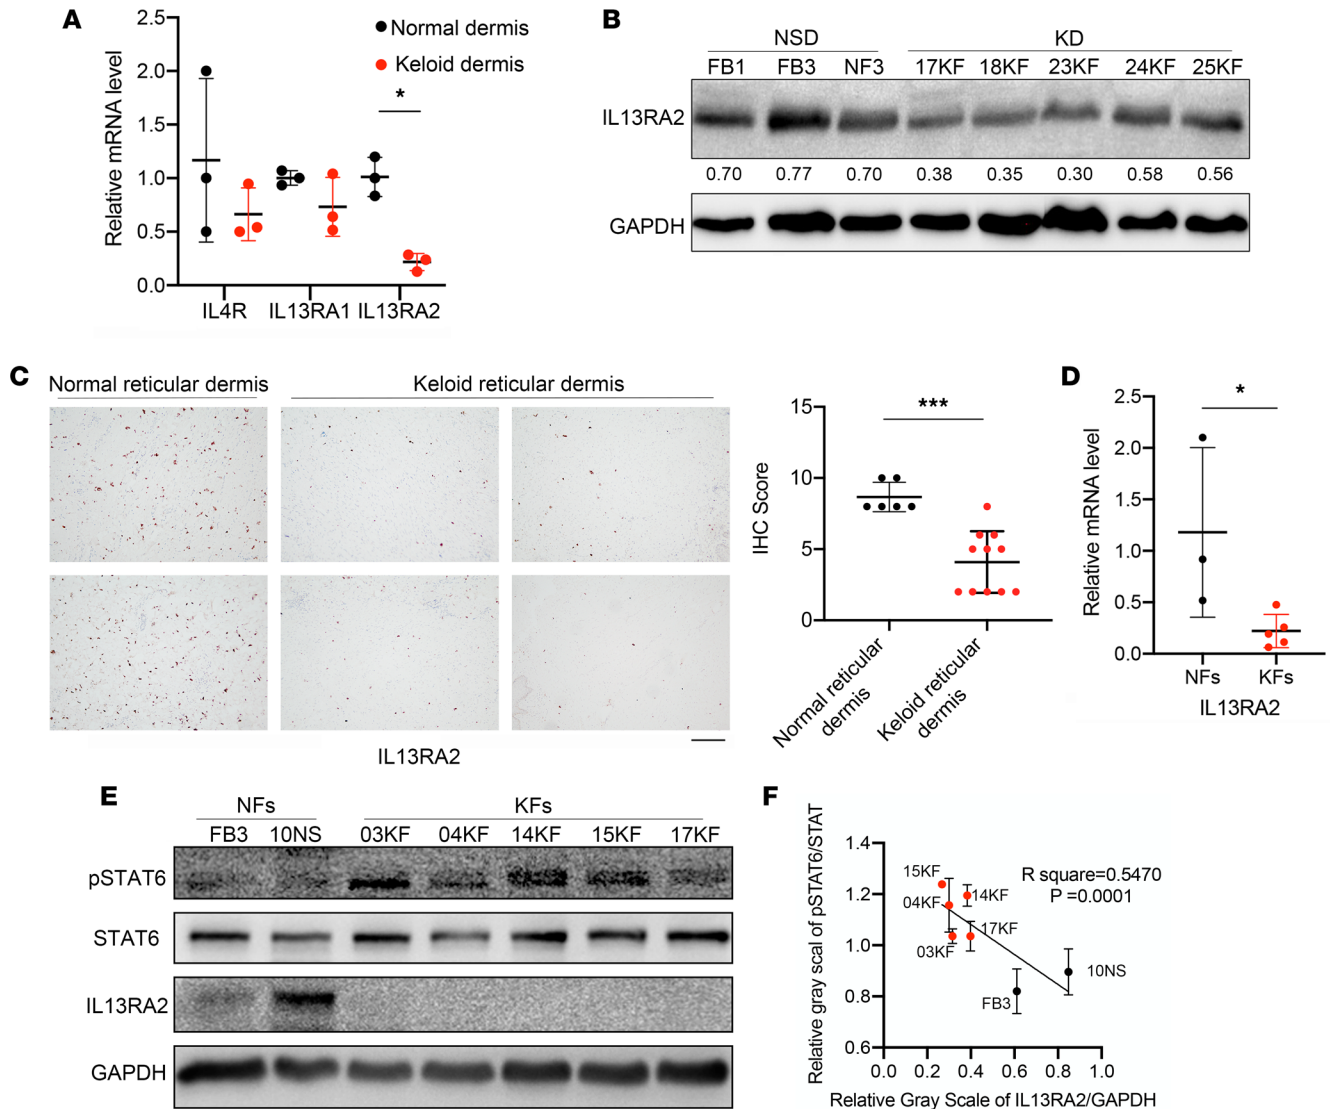 A
2.5
2.0
1.5
1.0
0.5
0.0
Relative mRNA level
Normal dermis
Keloid dermis
*
IL4R IL13RA1 IL13RA2
B
NSD KD
FB1 FB3 NF3 17KF 18KF 23KF 24KF 25KF
IL13RA2
0.70 0.77 0.70 0.38 0.35 0.30 0.58 0.56
GAPDH
C
Normal reticular dermis Keloid reticular dermis
IL13RA2
15
10
5
0
IHC Score
***
Normal reticular
dermis
Keloid reticular
dermis
D
2.5
2.0
1.5
1.0
0.5
0.0
Relative mRNA level
*
NFs KFs
IL13RA2
E
NFs KFs
FB3 10NS 03KF 04KF 14KF 15KF 17KF
pSTAT6
STAT6
IL13RA2
GAPDH
F
Relative gray scal of pSTAT6/STAT
1.4
1.2
1.0
0.8
0.6
R square=0.5470
P =0.0001
15KF
14KF
04KF
17KF
03KF
10NS
FB3
0.0 0.2 0.4 0.6 0.8 1.0
Relative Gray Scale of IL13RA2/GAPDH